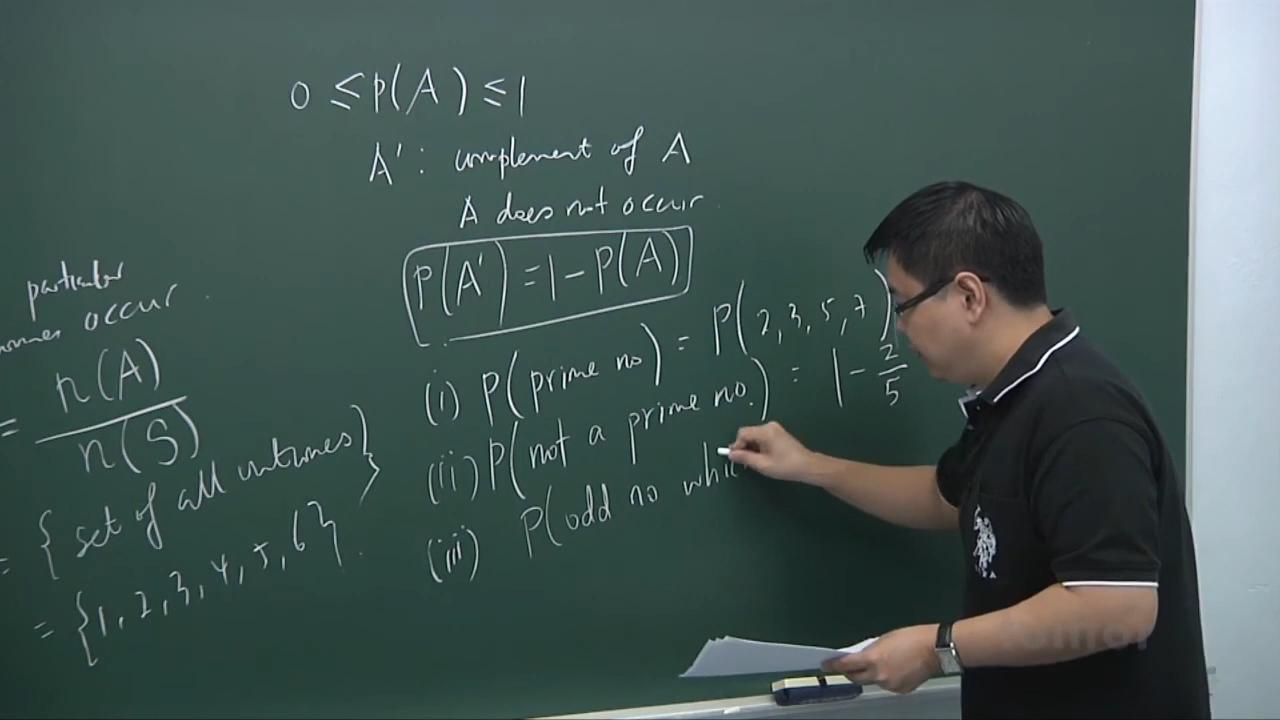 0 ≤ P(A) ≤ 1
A' : complement of A
A does not occur
P(A') = 1 - P(A)
particular
occur
= n(A)
n(S)
= { set of all outcomes }
= {1, 2, 3, 4, 5, 6}
(i) P(prime no) = P(2, 3, 5, 7)
(ii) P(not a prime no.) = 1 - 2/5
(iii) P(odd no whic